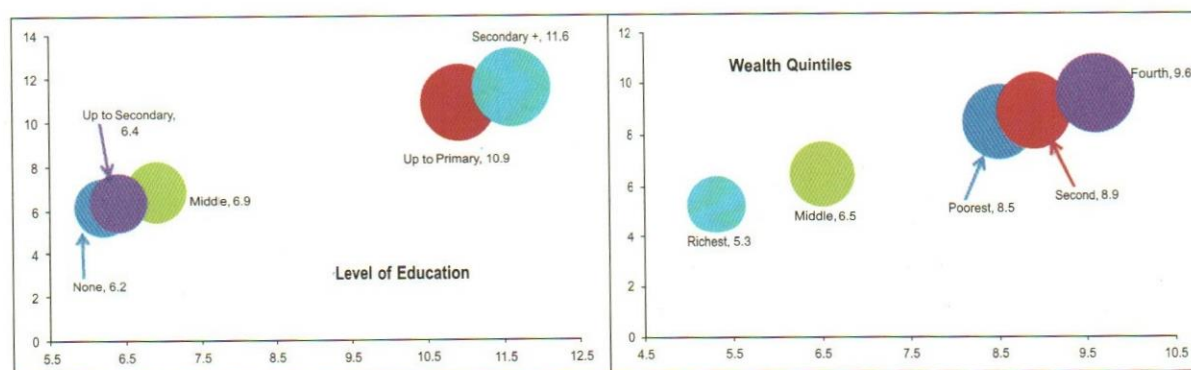 14
12
10
8
6
4
2
0
Secondary +, 11.6
Up to Secondary,
6.4
Up to Primary, 10.9
Middle, 6.9
Level of Education
None, 6.2
5.5 6.5 7.5 8.5 9.5 10.5 11.5 12.5
12
10
8
6
4
2
0
Wealth Quintiles
Fourth, 9.6
Second, 8.9
Poorest, 8.5
Middle, 6.5
Richest, 5.3
4.5 5.5 6.5 7.5 8.5 9.5 10.5